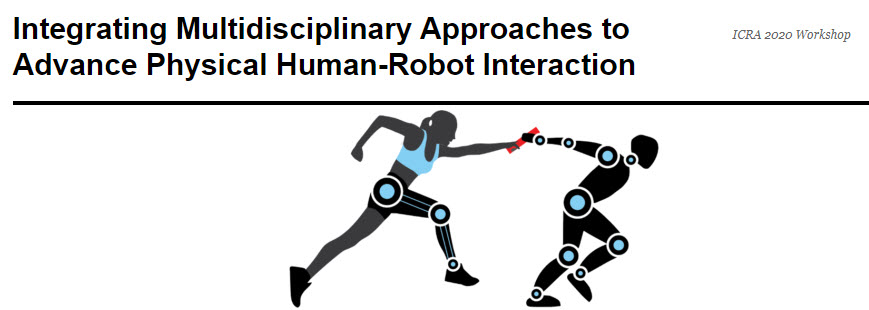 Integrating Multidisciplinary Approaches to
Advance Physical Human-Robot Interaction
ICRA 2020 Workshop